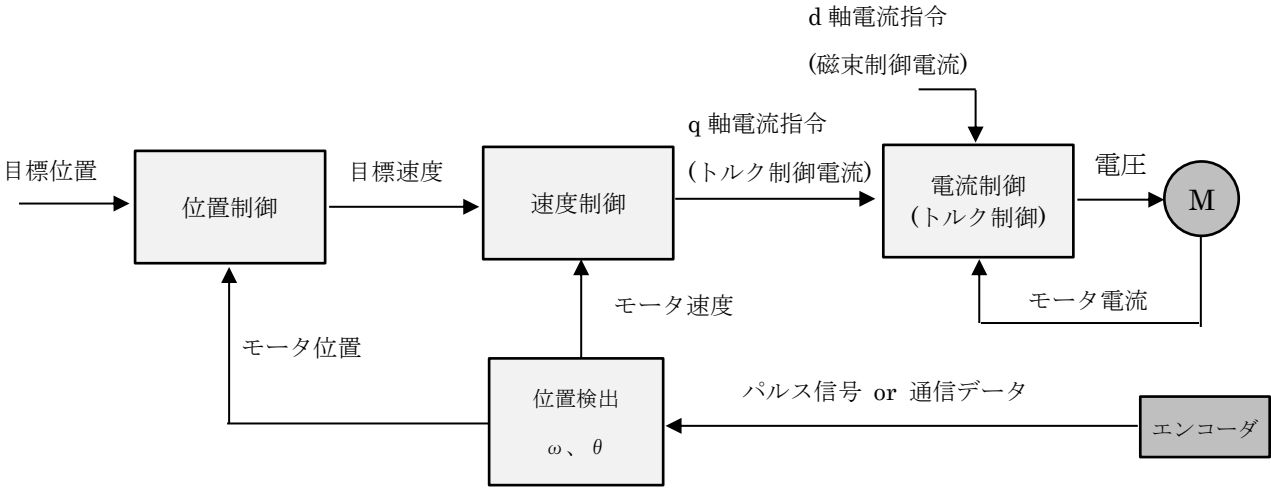 d 軸電流指令
(磁束制御電流)
q 軸電流指令
(トルク制御電流)
目標位置
位置制御
目標速度
速度制御
電流制御
(トルク制御)
電圧
M
モータ電流
モータ速度
モータ位置
位置検出
ω、θ
パルス信号 or 通信データ
エンコーダ